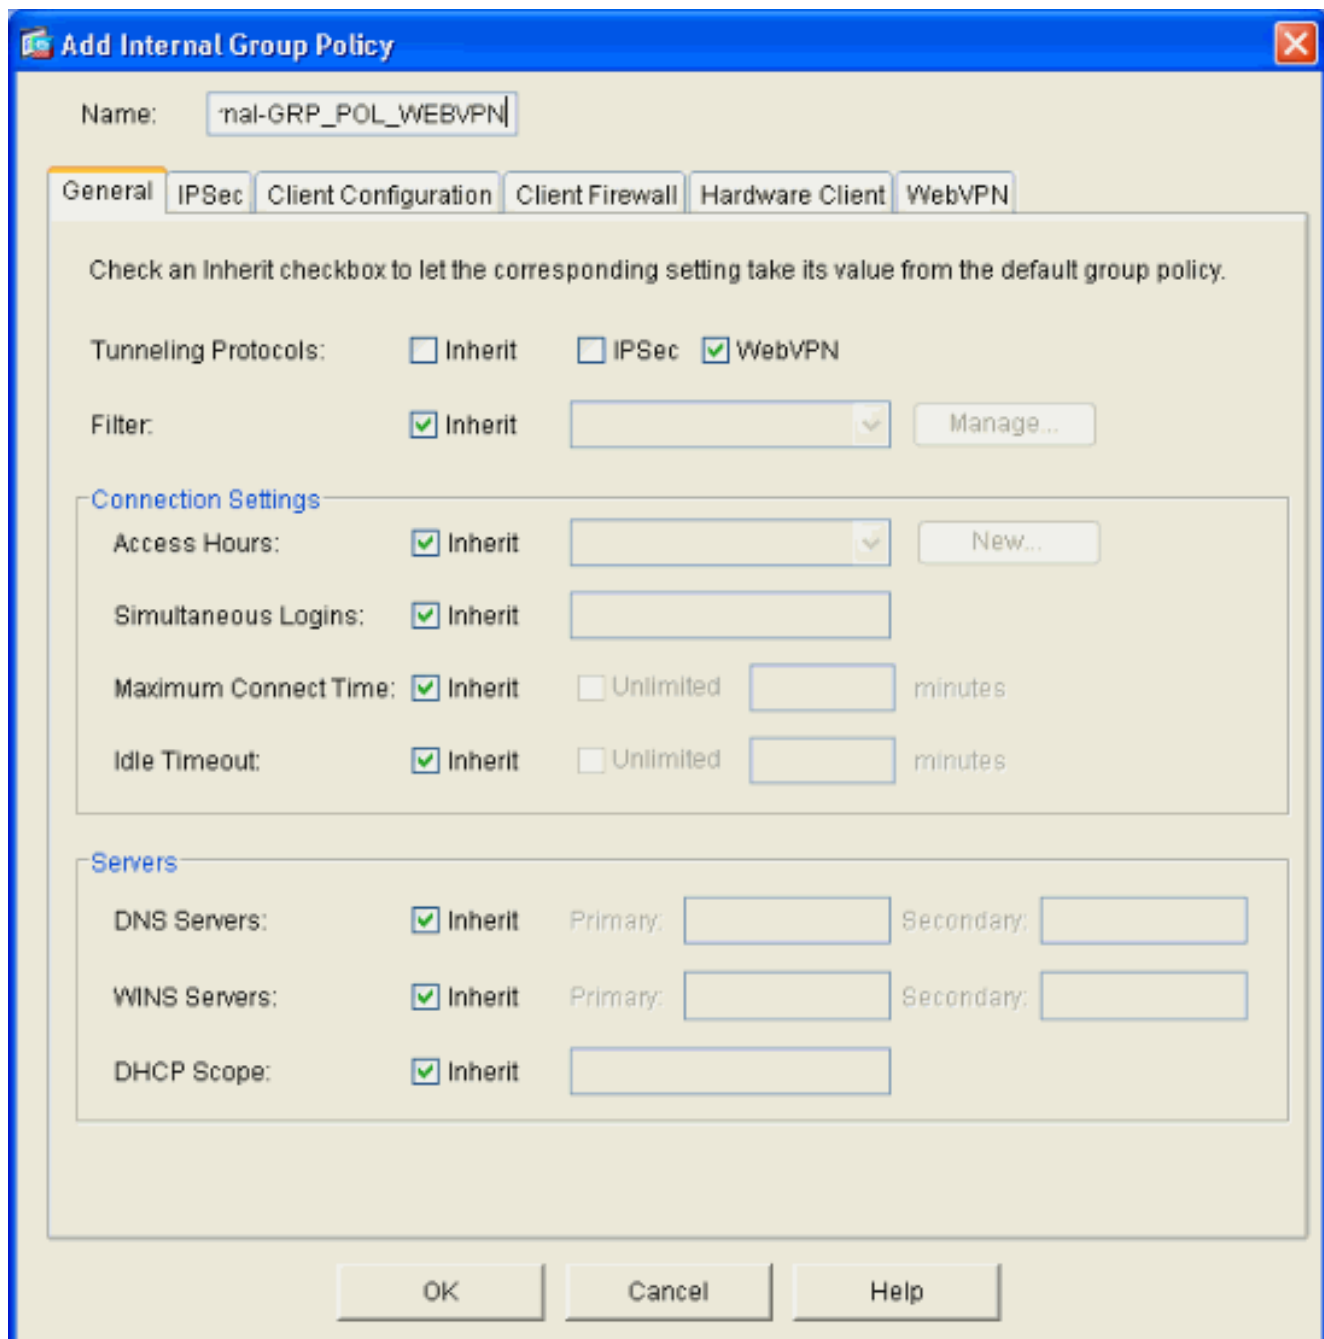 Add Internal Group Policy
Name: rnal-GRP_POL_WEBVPN
General IPSec Client Configuration Client Firewall Hardware Client WebVPN
Check an Inherit checkbox to let the corresponding setting take its value from the default group policy.
Tunneling Protocols: Inherit IPSec WebVPN
Filter: Inherit Manage...
Connection Settings
Access Hours: Inherit New...
Simultaneous Logins: Inherit
Maximum Connect Time: Inherit Unlimited minutes
Idle Timeout: Inherit Unlimited minutes
Servers
DNS Servers: Inherit Primary: Secondary:
WINS Servers: Inherit Primary: Secondary:
DHCP Scope: Inherit
OK Cancel Help